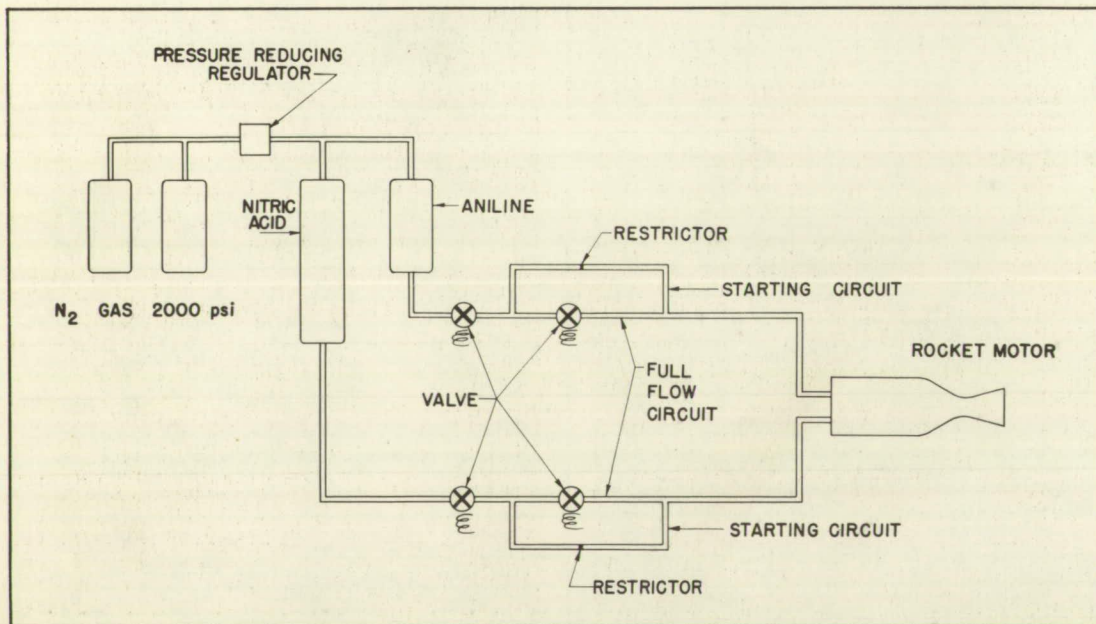 PRESSURE REDUCING
REGULATOR
NITRIC
ACID
ANILINE
RESTRICTOR
STARTING CIRCUIT
N2 GAS 2000 psi
ROCKET MOTOR
VALVE
FULL
FLOW
CIRCUIT
STARTING CIRCUIT
RESTRICTOR